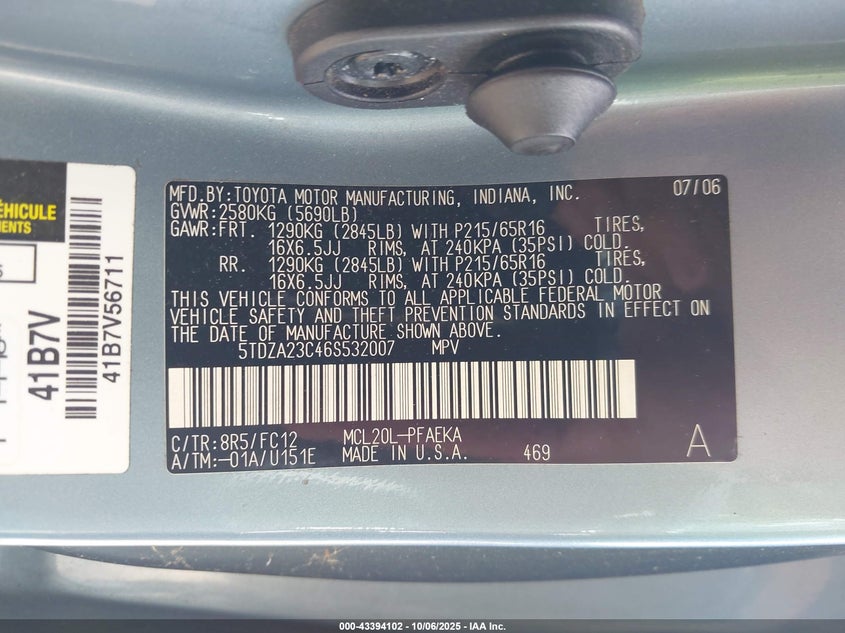 ÉHICULE
ENTS
S
41B7V
41B7V56711
MFD.BY:TOYOTA MOTOR MANUFACTURING, INDIANA, INC. 07/06
GVWR:2580KG (5690LB)
GAWR:FRT. 1290KG (2845LB) WITH P215/65R16 TIRES,
16X6.5JJ RIMS, AT 240KPA (35PSI) COLD.
RR. 1290KG (2845LB) WITH P215/65R16 TIRES,
16X6.5JJ RIMS, AT 240KPA (35PSI) COLD.
THIS VEHICLE CONFORMS TO ALL APPLICABLE FEDERAL MOTOR
VEHICLE SAFETY AND THEFT PREVENTION STANDARDS IN EFFECT ON
THE DATE OF MANUFACTURE SHOWN ABOVE.
5TDZA23C46S532007 MPV
C/TR:8R5/FC12 MCL20L-PFAEKA
A/TM:-01A/U151E MADE IN U.S.A. 469 A
000-43394102 - 10/06/2025 - IAA Inc.